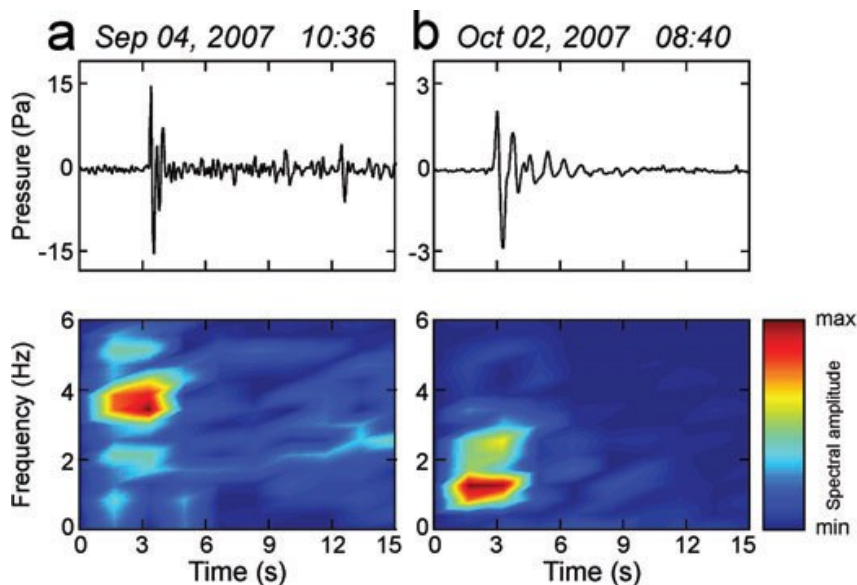 a Sep 04, 2007 10:36
b Oct 02, 2007 08:40
Pressure (Pa)
15
0
-15
3
0
-3
Frequency (Hz)
6
4
2
0
0 3 6 9 12 15
Time (s)
6
4
2
0
0 3 6 9 12 15
Time (s)
max
Spectral amplitude
min